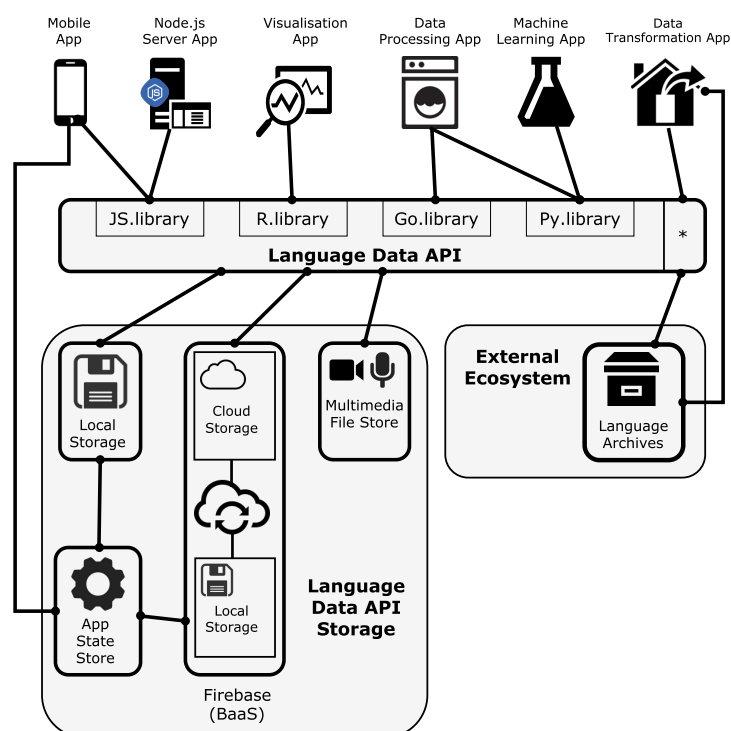 Mobile
App
Node.js
Server App
Visualisation
App
Data
Processing App
Machine
Learning App
Data
Transformation App
JS
JS.library
R.library
Go.library
Py.library
*
Language Data API
Local
Storage
Cloud
Storage
Multimedia
File Store
External
Ecosystem
Language
Archives
App
State
Store
Local
Storage
Language
Data API
Storage
Firebase
(BaaS)